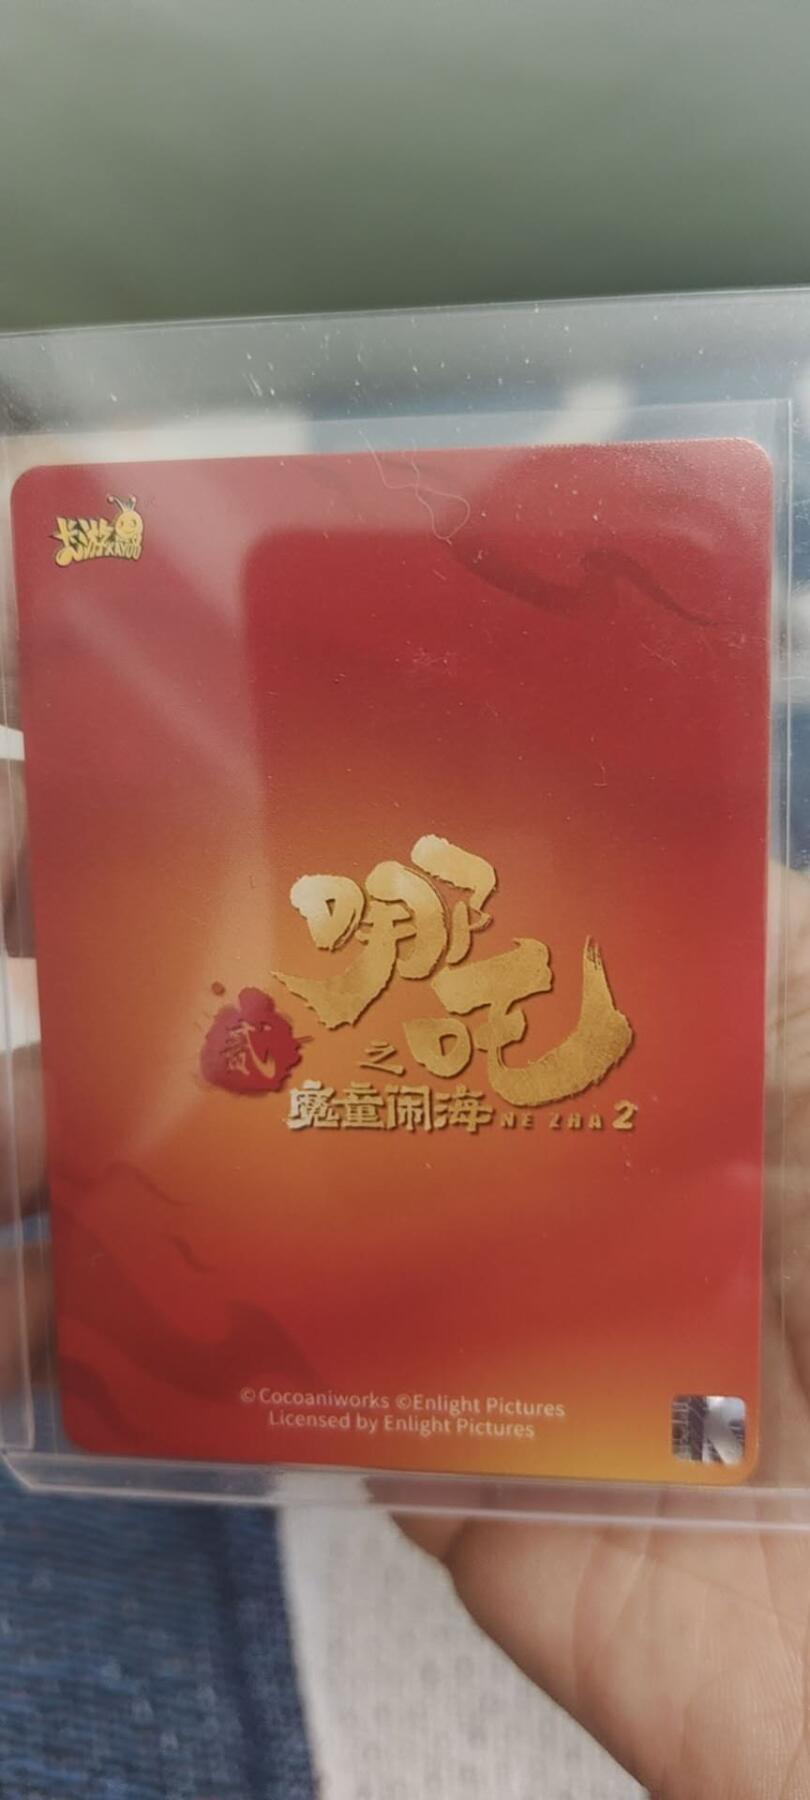 卡游KAYOU
哪吒
贰
之
魔童闹海 NE ZHA 2
©Cocoaniworks ©Enlight Pictures
Licensed by Enlight Pictures